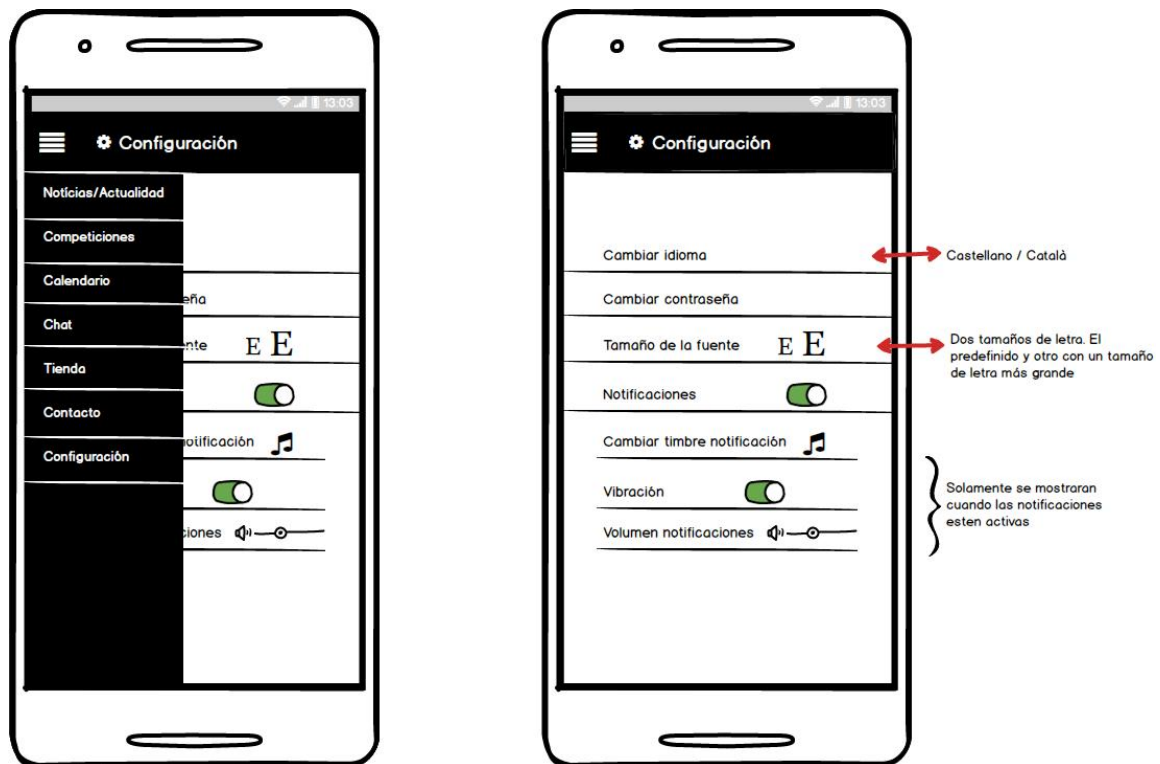 13:03
Configuración
Notícias/Actualidad
Competiciones
Calendario
Chat
Tienda
Contacto
Configuración
eña
ente E E
notificación
ciones
13:03
Configuración
Cambiar idioma
Cambiar contraseña
Tamaño de la fuente E E
Notificaciones
Cambiar timbre notificación
Vibración
Volumen notificaciones
Castellano / Català
Dos tamaños de letra. El
predefinido y otro con un tamaño
de letra más grande
Solamente se mostraran
cuando las notificaciones
esten activas